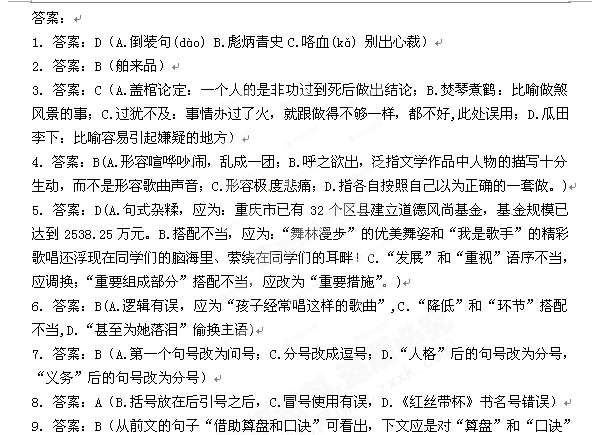 答案：
1. 答案：D（A.倒装句(dào) B.彪炳青史 C.咯血(kǎ) 别出心裁）
2. 答案：B（舶来品）
3. 答案：C（A.盖棺论定：一个人的是非功过到死后做出结论；B.焚琴煮鹤：比喻做煞
风景的事；C.过犹不及：事情办过了火，就跟做得不够一样，都不好,此处误用；D.瓜田
李下：比喻容易引起嫌疑的地方）
4. 答案：B(A.形容喧哗吵闹，乱成一团；B.呼之欲出，泛指文学作品中人物的描写十分
生动，而不是形容歌曲声音；C.形容极度悲痛；D.指各自按照自己以为正确的一套做。)
5. 答案：D(A.句式杂糅，应为：重庆市已有 32 个区县建立道德风尚基金，基金规模已
达到 2538.25 万元。B.搭配不当，应为：“舞林漫步”的优美舞姿和“我是歌手”的精彩
歌唱还浮现在同学们的脑海里、萦绕在同学们的耳畔！C.“发展”和“重视”语序不当，
应调换；“重要组成部分”搭配不当，应改为“重要措施”。)
6. 答案：B(A.逻辑有误，应为“孩子经常唱这样的歌曲”,C.“降低”和“环节”搭配
不当,D.“甚至为她落泪”偷换主语)
7. 答案：B（A.第一个句号改为问号；C.分号改成逗号；D.“人格”后的句号改为分号，
“义务”后的句号改为分号）
8. 答案：A（B.括号放在后引号之后，C.冒号使用有误，D.《红丝带杯》书名号错误）
9. 答案：B（从前文的句子“借助算盘和口诀”可看出，下文应是对“算盘”和“口诀”